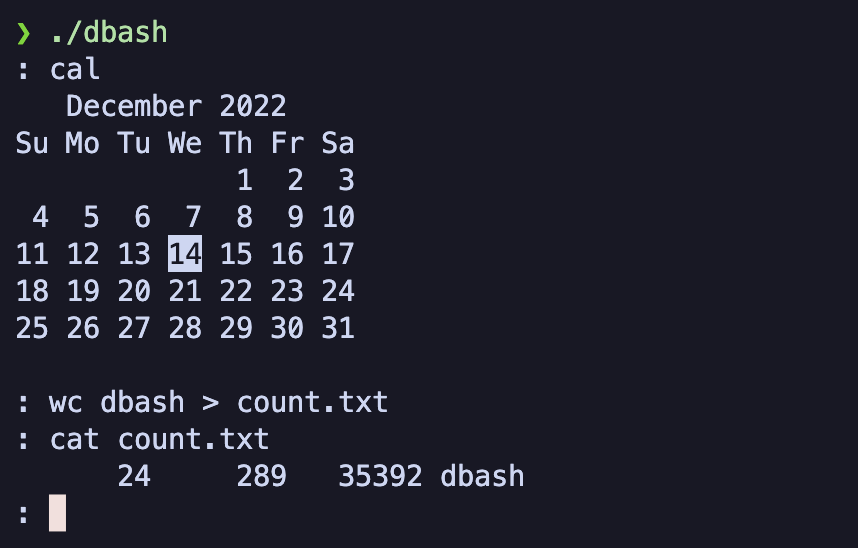 ❯ ./dbash
: cal
   December 2022
Su Mo Tu We Th Fr Sa
             1  2  3
 4  5  6  7  8  9 10
11 12 13 14 15 16 17
18 19 20 21 22 23 24
25 26 27 28 29 30 31

: wc dbash > count.txt
: cat count.txt
      24     289   35392 dbash
: